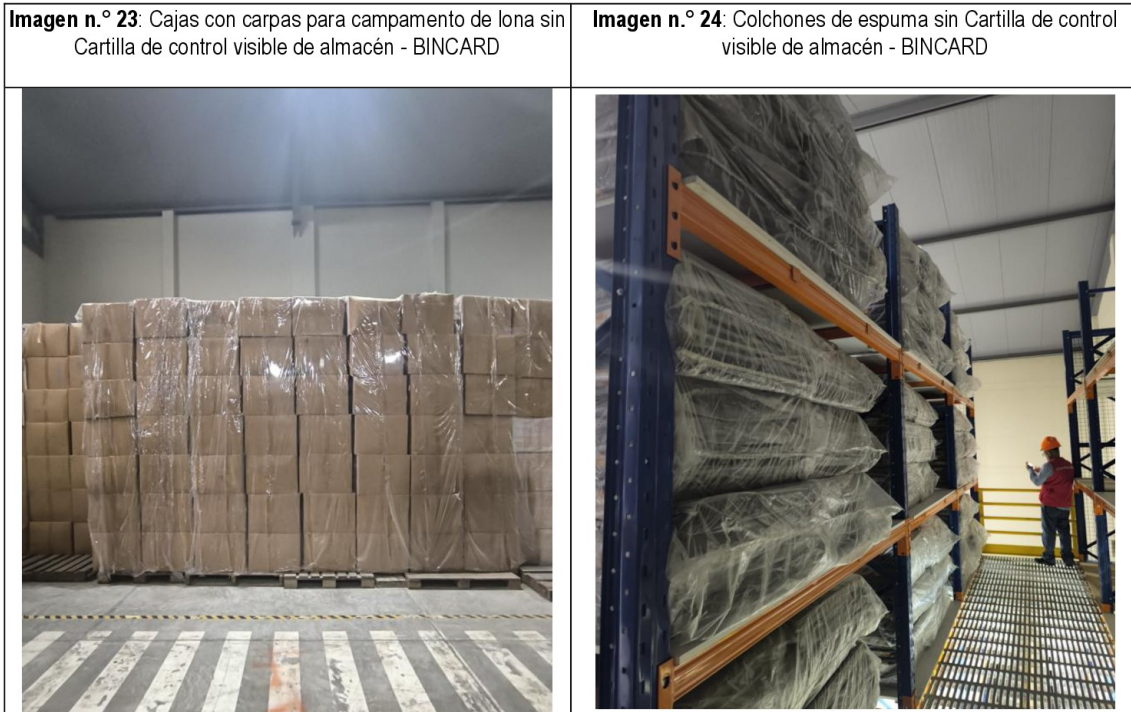 Imagen n.° 23: Cajas con carpas para campamento de lona sin
Cartilla de control visible de almacén - BINCARD
Imagen n.° 24: Colchones de espuma sin Cartilla de control
visible de almacén - BINCARD